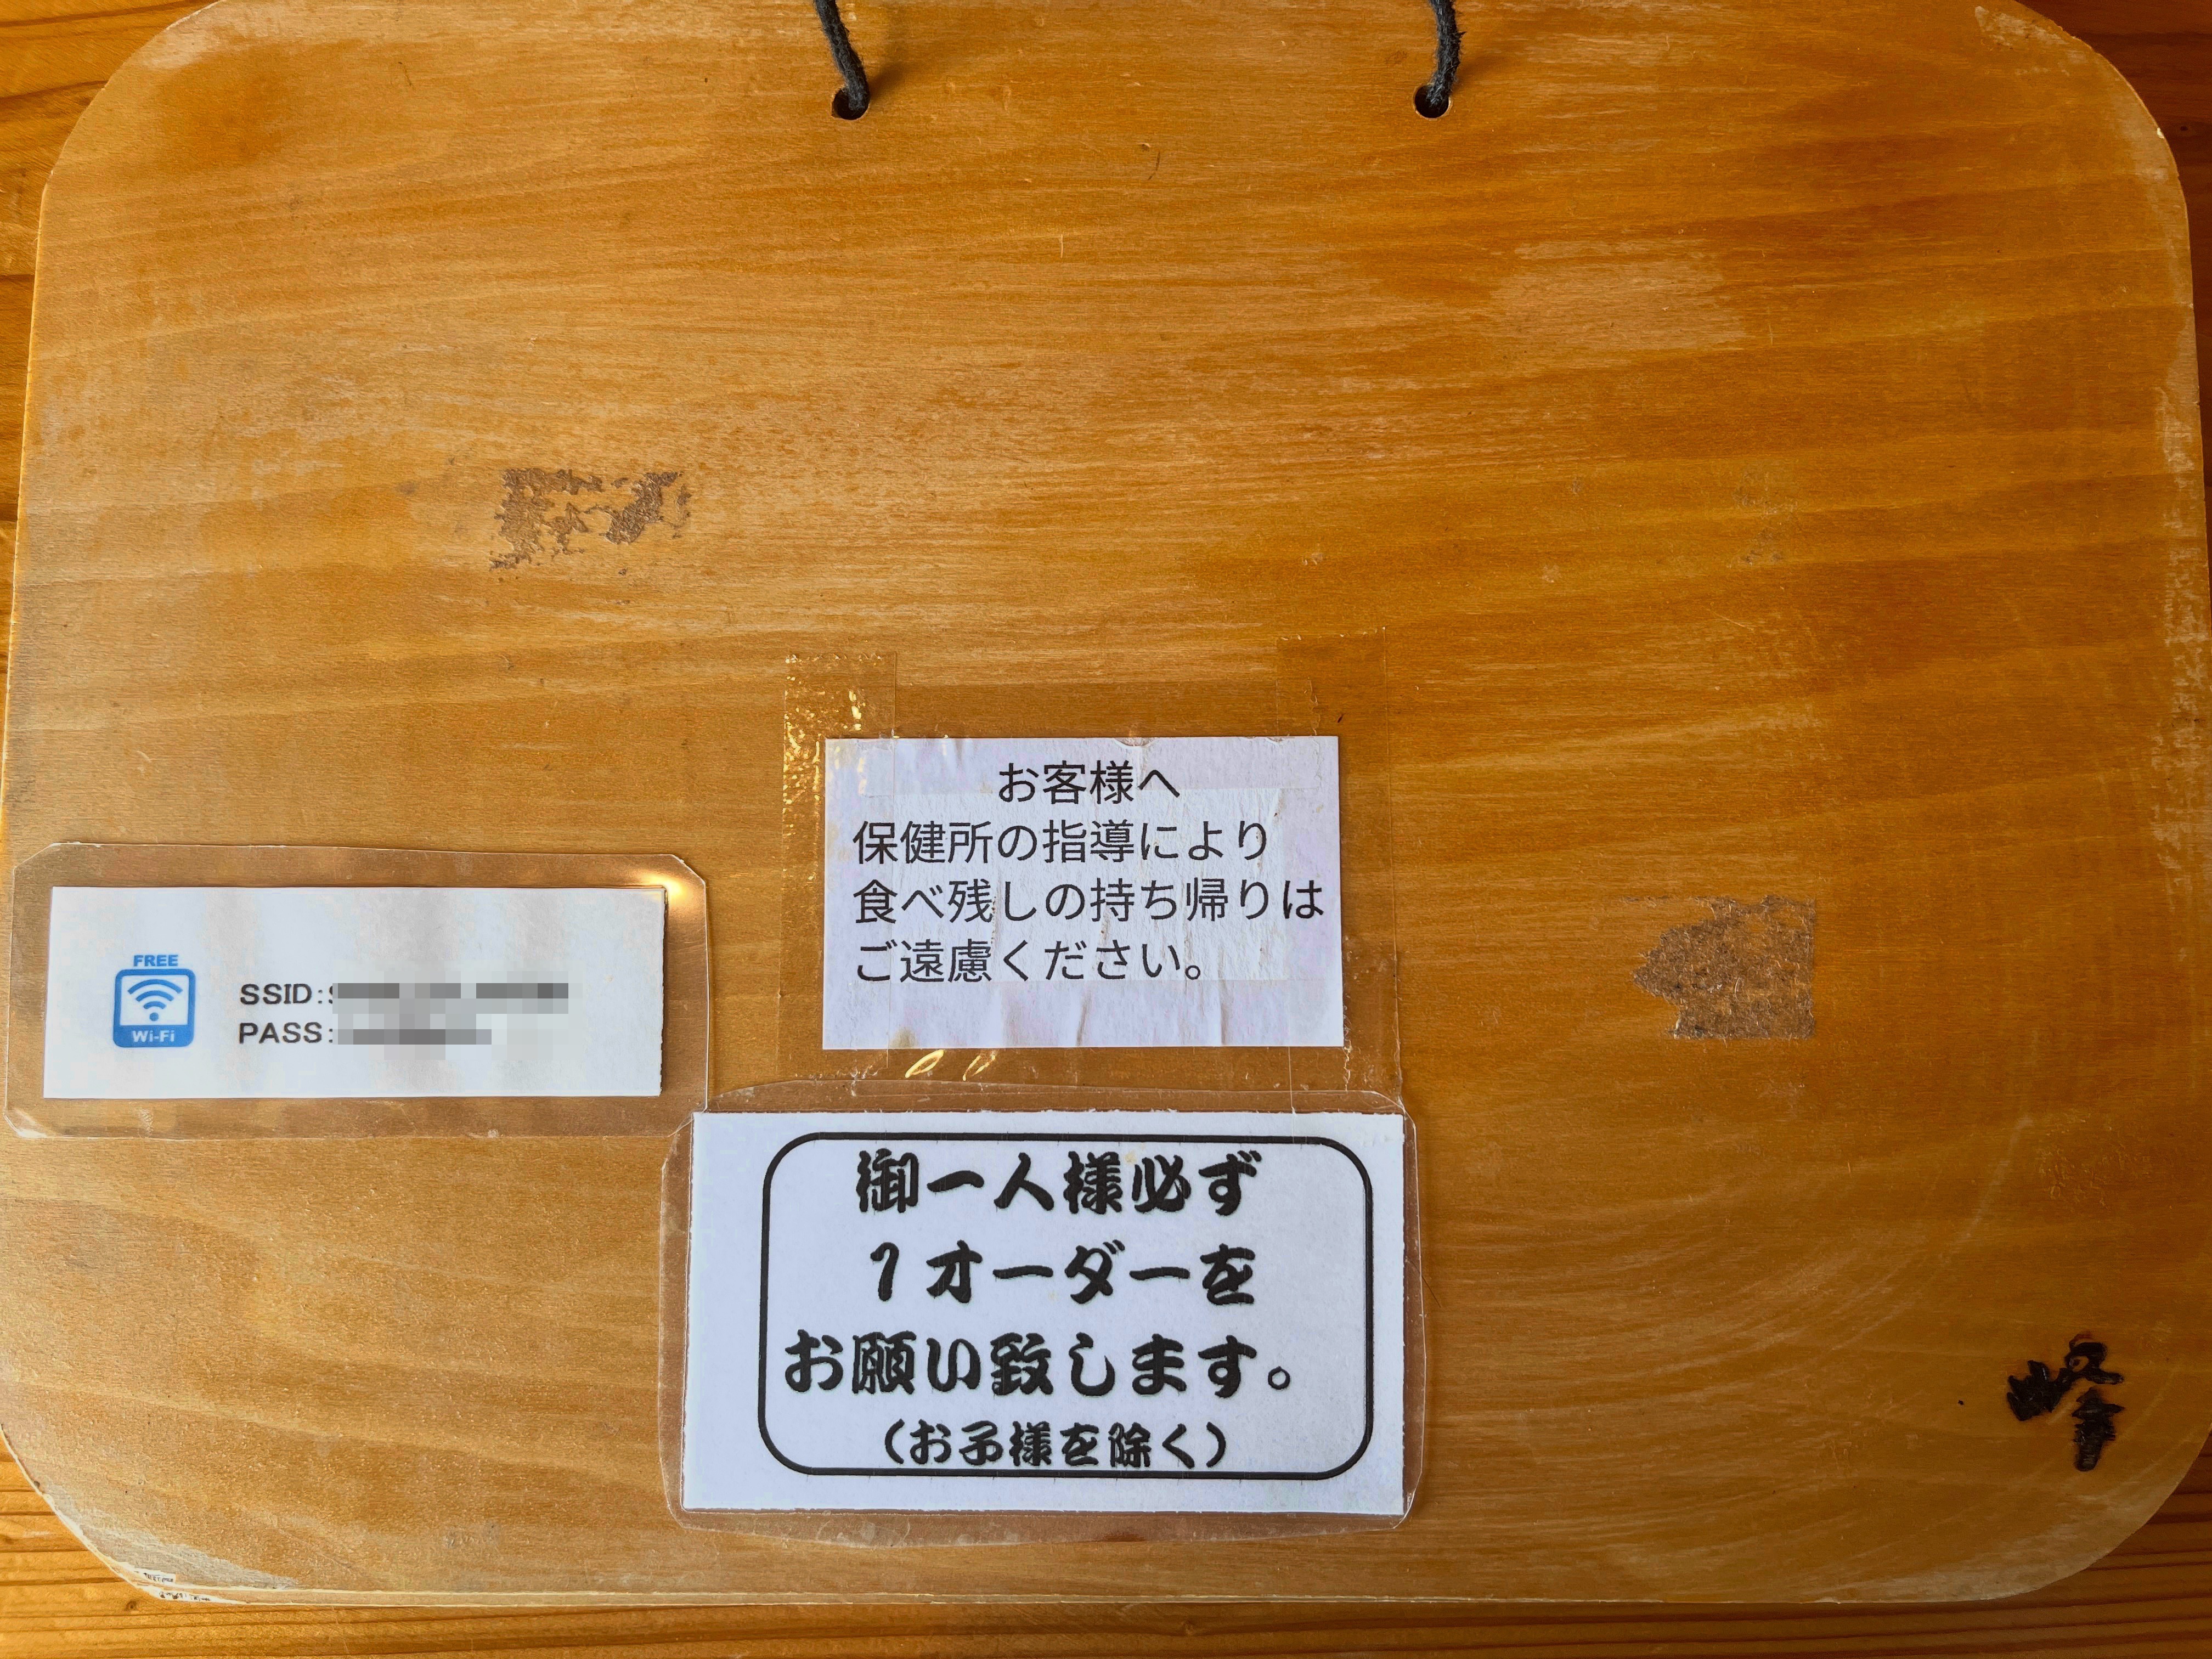 お客様へ
保健所の指導により
食べ残しの持ち帰りは
ご遠慮ください。
FREE
Wi-Fi
SSID:
PASS:
御一人様必ず
1オーダーを
お願い致します。
(お子様を除く)
峰